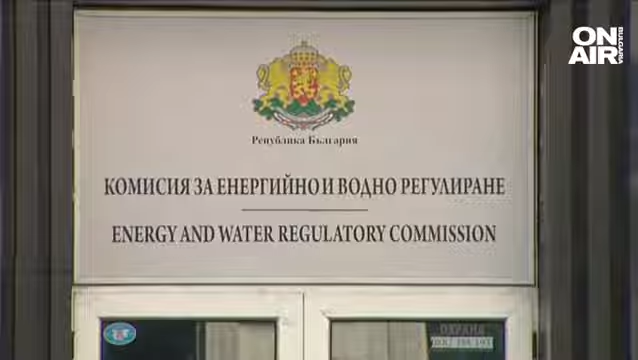 ON
AIR
BULGARIA
Република България
КОМИСИЯ ЗА ЕНЕРГИЙНО И ВОДНО РЕГУЛИРАНЕ
ENERGY AND WATER REGULATORY COMMISSION
ОХРАНА